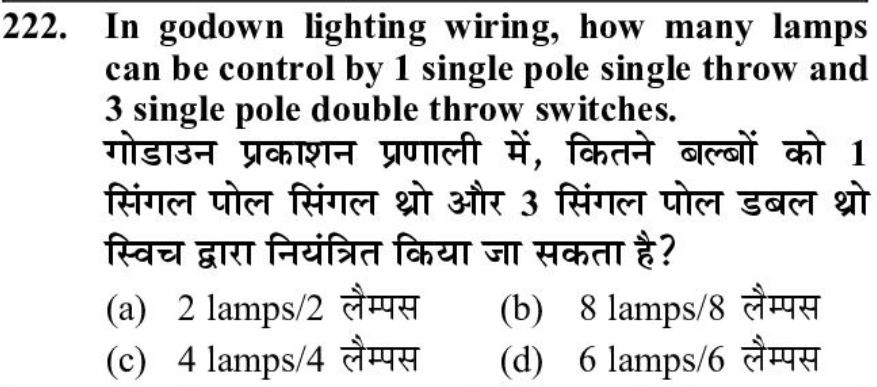 222. In godown lighting wiring, how many lamps
can be control by 1 single pole single throw and
3 single pole double throw switches.
गोडाउन प्रकाशन प्रणाली में, कितने बल्बों को 1
सिंगल पोल सिंगल थ्रो और 3 सिंगल पोल डबल थ्रो
स्विच द्वारा नियंत्रित किया जा सकता है?
(a) 2 lamps/2 लैम्पस (b) 8 lamps/8 लैम्पस
(c) 4 lamps/4 लैम्पस (d) 6 lamps/6 लैम्पस